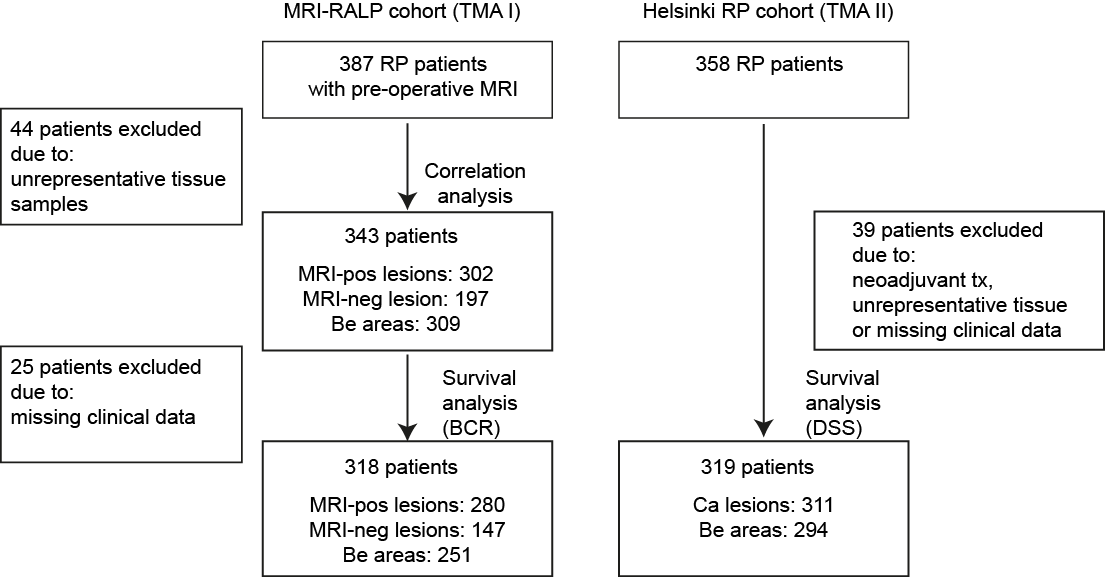 MRI-RALP cohort (TMA I)
387 RP patients
with pre-operative MRI
44 patients excluded
due to:
unrepresentative tissue
samples
Correlation
analysis
343 patients
MRI-pos lesions: 302
MRI-neg lesion: 197
Be areas: 309
25 patients excluded
due to:
missing clinical data
Survival
analysis
(BCR)
318 patients
MRI-pos lesions: 280
MRI-neg lesions: 147
Be areas: 251
Helsinki RP cohort (TMA II)
358 RP patients
39 patients excluded
due to:
neoadjuvant tx,
unrepresentative tissue
or missing clinical data
Survival
analysis
(DSS)
319 patients
Ca lesions: 311
Be areas: 294